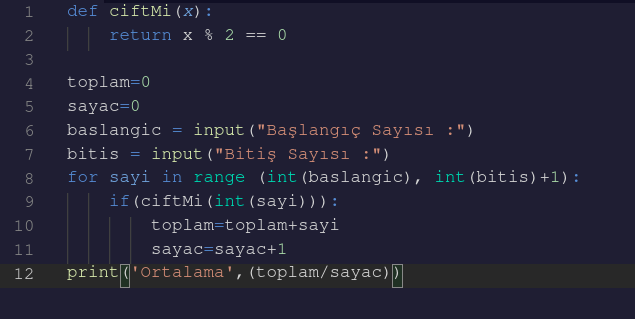 1 def ciftMi(x):
2     return x % 2 == 0
3
4 toplam=0
5 sayac=0
6 baslangic = input("Başlangıç Sayısı :")
7 bitis = input("Bitiş Sayısı :")
8 for sayi in range (int(baslangic), int(bitis)+1):
9     if(ciftMi(int(sayi))):
10         toplam=toplam+sayi
11         sayac=sayac+1
12 print('Ortalama',(toplam/sayac))